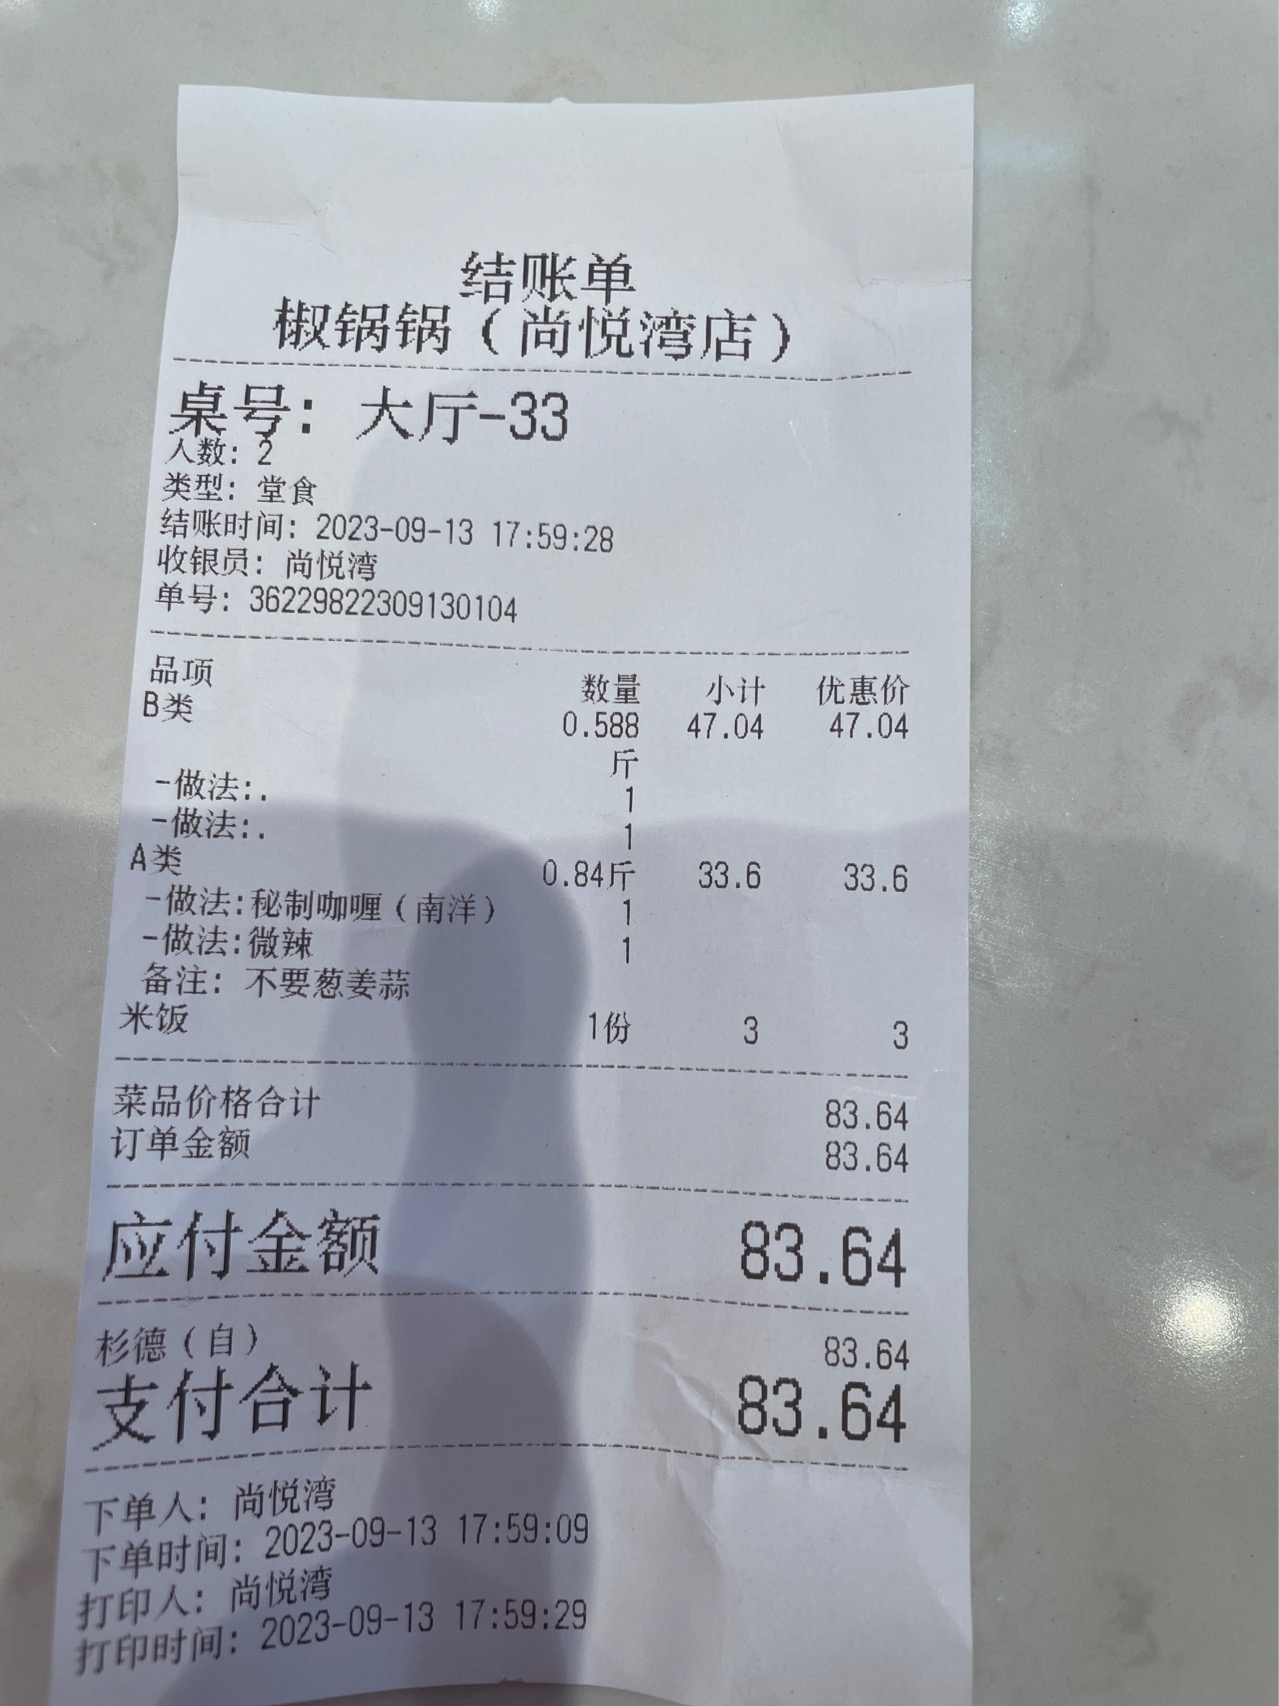 结账单
椒锅锅（尚悦湾店）
桌号：大厅-33
人数：2
类型：堂食
结账时间：2023-09-13 17:59:28
收银员：尚悦湾
单号：36229822309130104
品项 数量 小计 优惠价
B类 0.588 47.04 47.04
斤
-做法:. 1
-做法:. 1
A类 0.84斤 33.6 33.6
-做法:秘制咖喱（南洋） 1
-做法:微辣 1
备注：不要葱姜蒜
米饭 1份 3 3
菜品价格合计 83.64
订单金额 83.64
应付金额 83.64
杉德（自） 83.64
支付合计 83.64
下单人：尚悦湾
下单时间：2023-09-13 17:59:09
打印人：尚悦湾
打印时间：2023-09-13 17:59:29